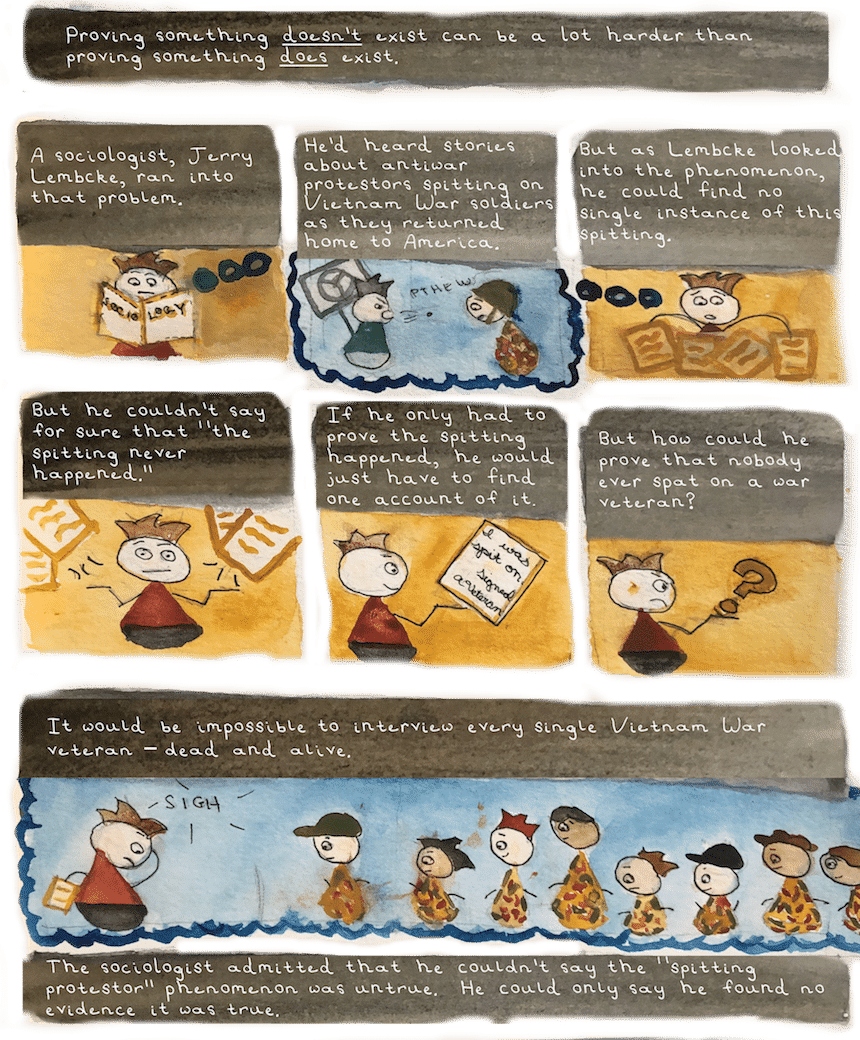 Proving something doesn't exist can be a lot harder than
proving something does exist.
A sociologist, Jerry
Lembcke, ran into
that problem.
SOCIO LOGY
He'd heard stories
about antiwar
protestors spitting on
Vietnam War soldiers
as they returned
home to America.
PTHEW
But as Lembcke looked
into the phenomenon,
he could find no
single instance of this
spitting.
But he couldn't say
for sure that "the
spitting never
happened."
If he only had to
prove the spitting
happened, he would
just have to find
one account of it.
I was
spit on
signed
a Veteran
But how could he
prove that nobody
ever spat on a war
veteran?
It would be impossible to interview every single Vietnam War
veteran — dead and alive.
SIGH
The sociologist admitted that he couldn't say the "spitting
protestor" phenomenon was untrue. He could only say he found no
evidence it was true.